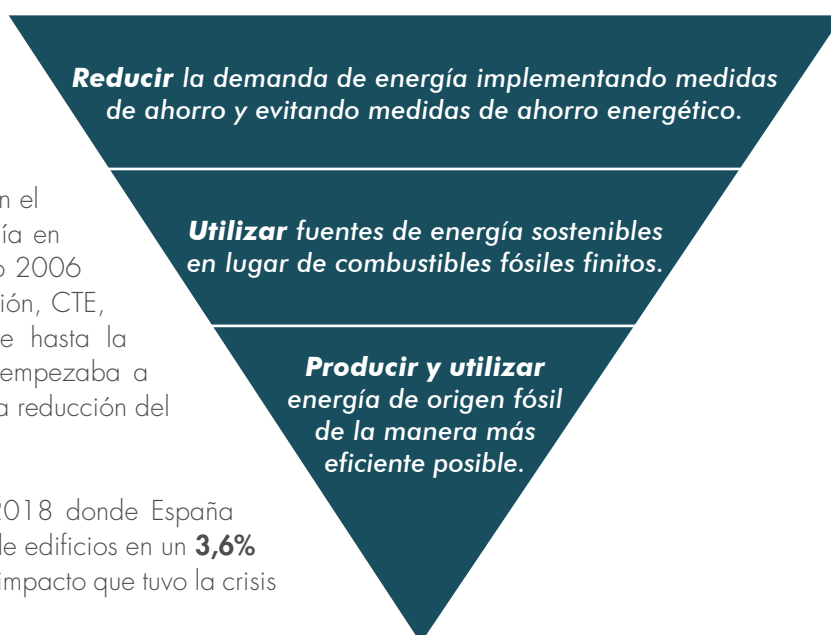 Reducir la demanda de energía implementando medidas
de ahorro y evitando medidas de ahorro energético.
Utilizar fuentes de energía sostenibles
en lugar de combustibles fósiles finitos.
Producir y utilizar
energía de origen fósil
de la manera más
eficiente posible.
el
en
2006
CTE,
hasta la
empezaba a
reducción del
2018 donde España
de edificios en un 3,6%
impacto que tuvo la crisis